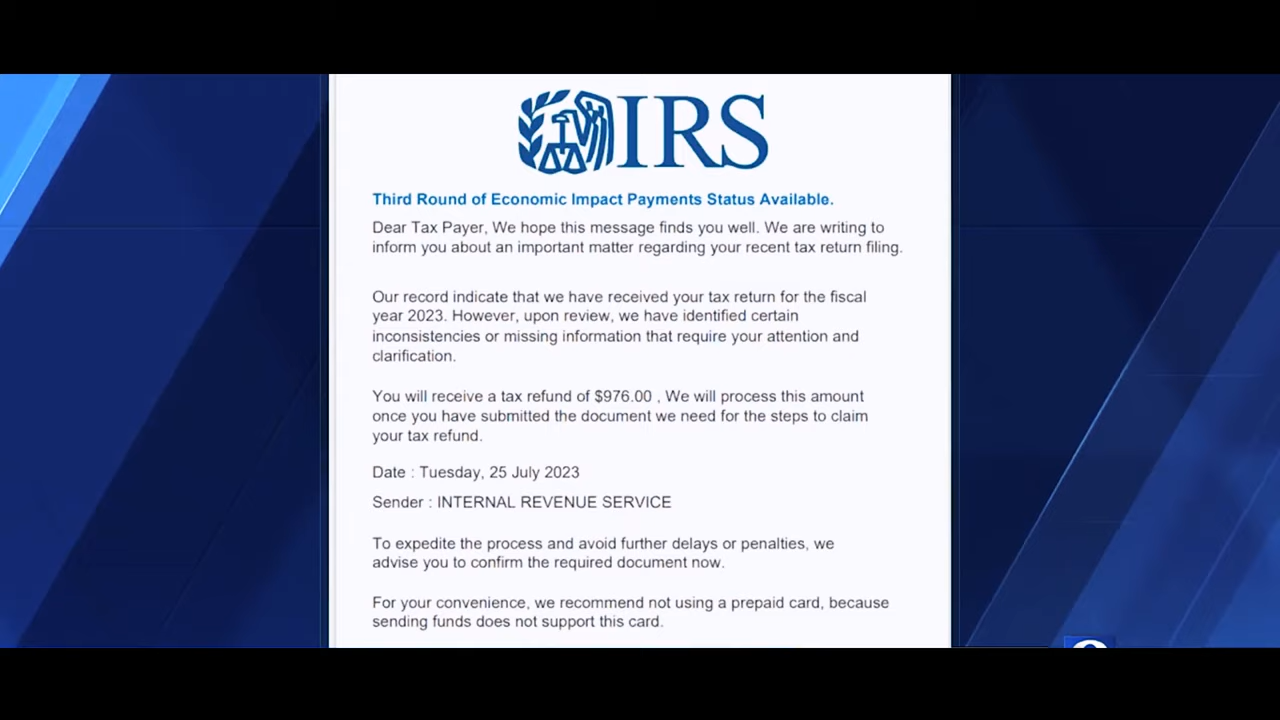 IRS
Third Round of Economic Impact Payments Status Available.
Dear Tax Payer, We hope this message finds you well. We are writing to
inform you about an important matter regarding your recent tax return filing.
Our record indicate that we have received your tax return for the fiscal
year 2023. However, upon review, we have identified certain
inconsistencies or missing information that require your attention and
clarification.
You will receive a tax refund of $976.00 , We will process this amount
once you have submitted the document we need for the steps to claim
your tax refund.
Date : Tuesday, 25 July 2023
Sender : INTERNAL REVENUE SERVICE
To expedite the process and avoid further delays or penalties, we
advise you to confirm the required document now.
For your convenience, we recommend not using a prepaid card, because
sending funds does not support this card.